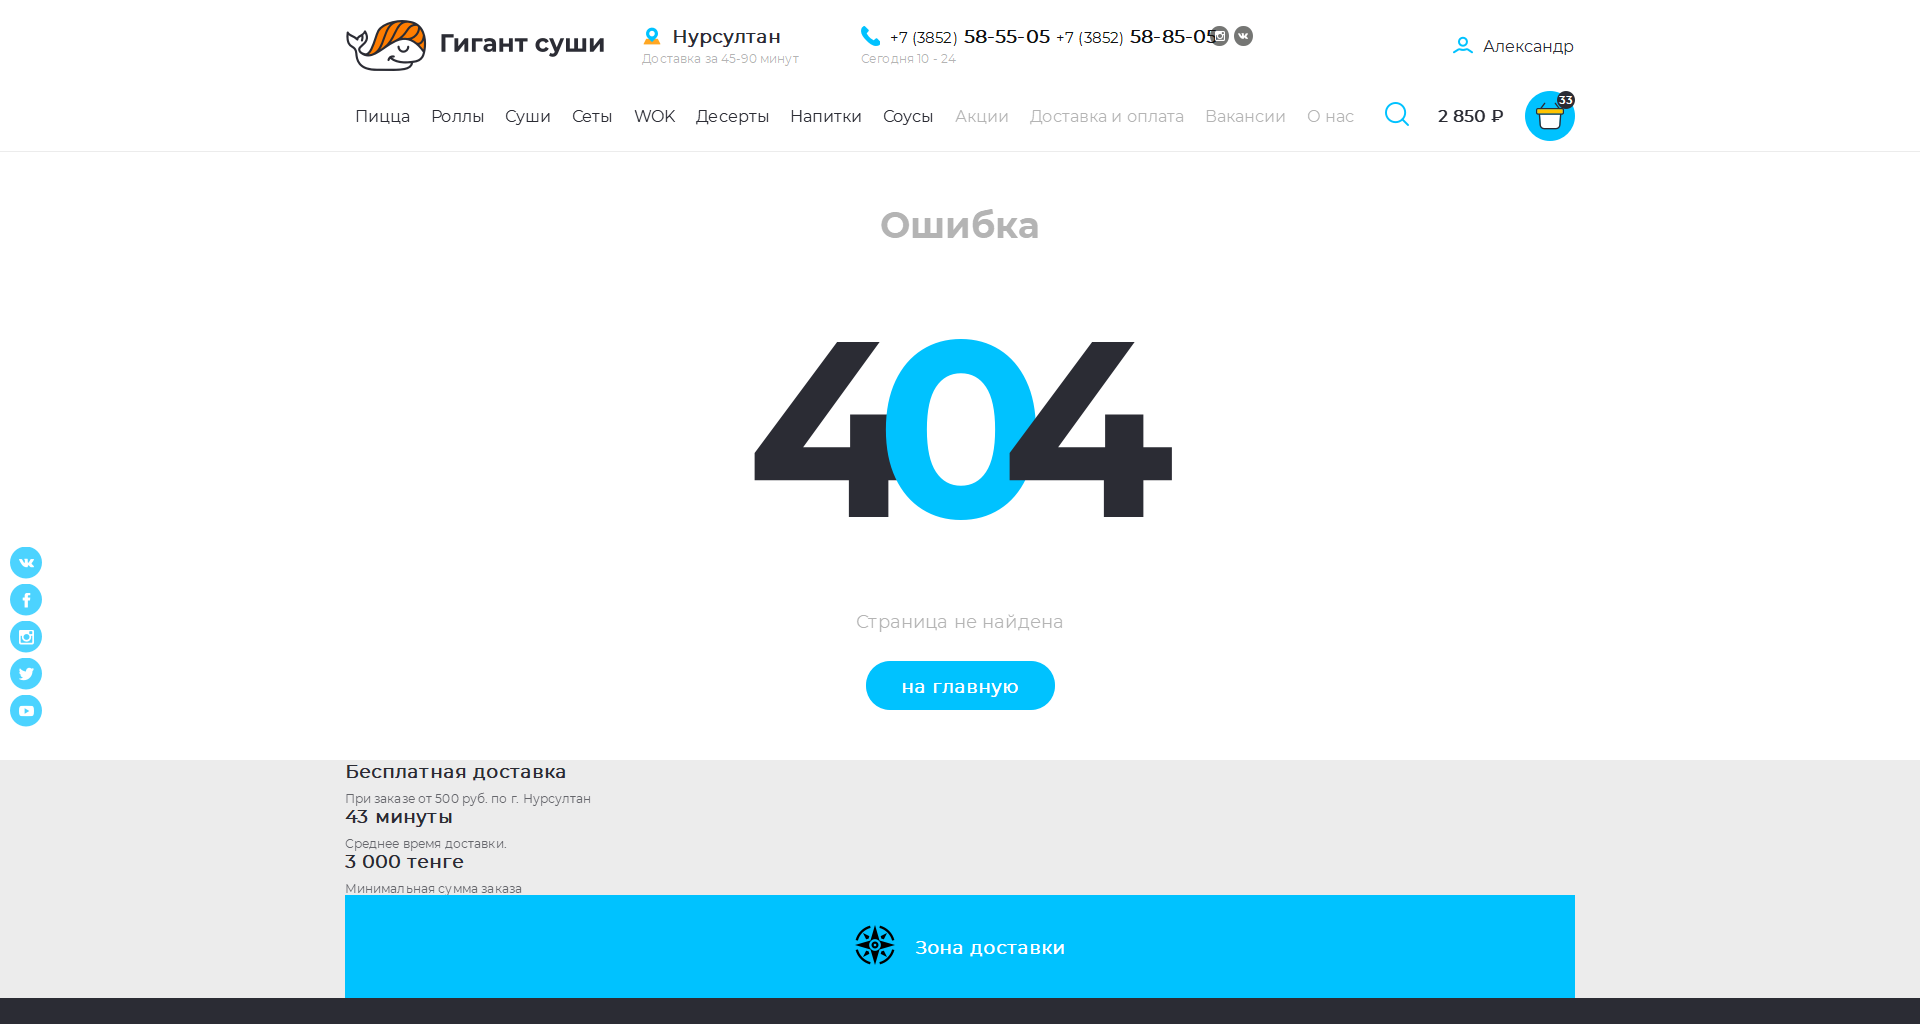 Гигант суши
Нурсултан
Доставка за 45-90 минут
+7 (3852) 58-55-05 +7 (3852) 58-85-05
Сегодня 10 - 24
Александр
Пицца Роллы Суши Сеты WOK Десерты Напитки Соусы Акции Доставка и оплата Вакансии О нас
2 850 ₽
33
Ошибка
404
Страница не найдена
на главную
Бесплатная доставка
При заказе от 500 руб. по г. Нурсултан
43 минуты
Среднее время доставки.
3 000 тенге
Минимальная сумма заказа
Зона доставки